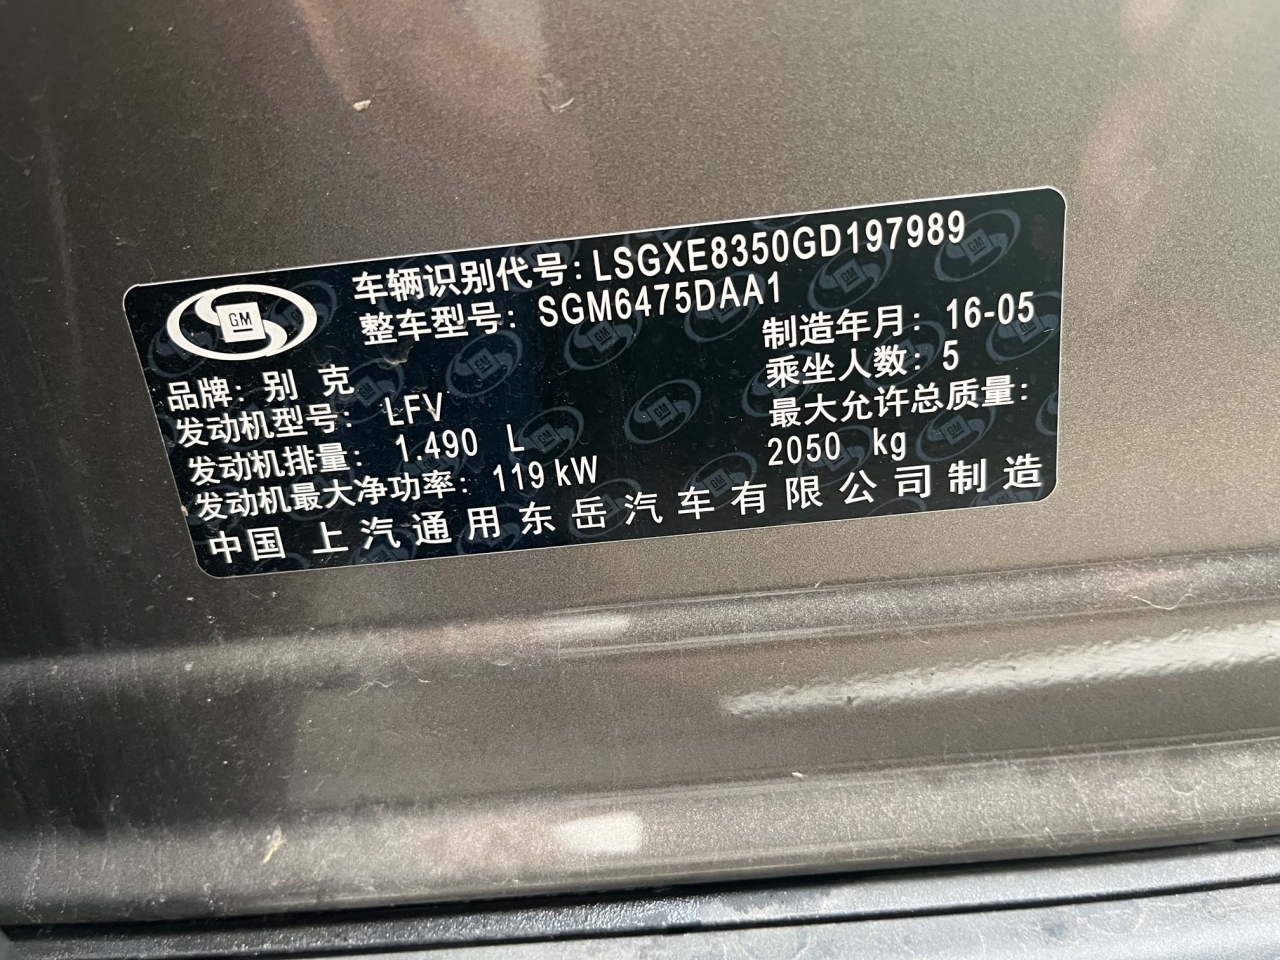 GM
车辆识别代号: LSGXE8350GD197989
整车型号: SGM6475DAA1
制造年月: 16-05
品牌: 别 克
乘坐人数: 5
发动机型号: LFV
最大允许总质量:
发动机排量: 1.490 L
2050 kg
发动机最大净功率: 119 kW
中国 上汽通用东岳汽车有限公司制造